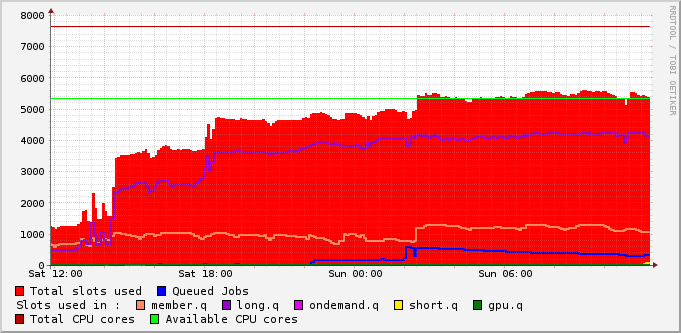 8000
7000
6000
5000
4000
3000
2000
1000
0
Sat 12:00 Sat 18:00 Sun 00:00 Sun 06:00
Total slots used Queued Jobs
Slots used in : member.q long.q ondemand.q short.q gpu.q
Total CPU cores Available CPU cores
RRDTOOL / TOBI OETIKER